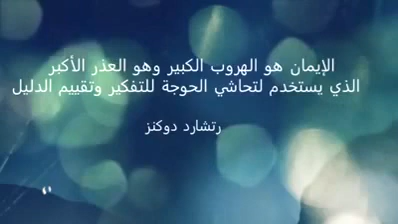 الإيمان هو الهروب الكبير وهو العذر الأكبر
الذي يستخدم لتحاشي الحوجة للتفكير وتقييم الدليل
رتشارد دوكنز